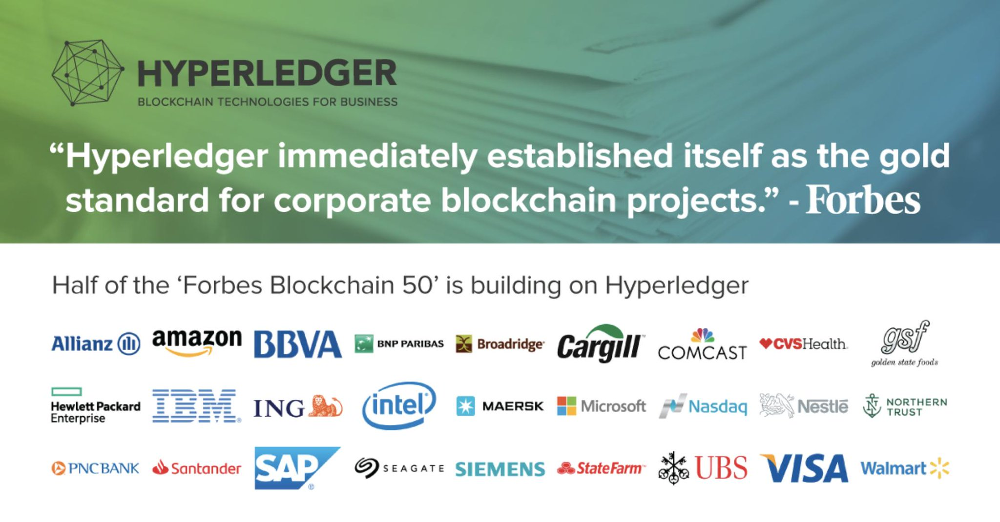 HYPERLEDGER
BLOCKCHAIN TECHNOLOGIES FOR BUSINESS
“Hyperledger immediately established itself as the gold
standard for corporate blockchain projects.” - Forbes
Half of the ‘Forbes Blockchain 50’ is building on Hyperledger
Allianz amazon BBVA BNP PARIBAS Broadridge Cargill COMCAST CVSHealth gsf
golden state foods
Hewlett Packard
Enterprise
IBM ING intel MAERSK Microsoft Nasdaq Nestlé NORTHERN
TRUST
PNCBANK Santander SAP SEAGATE SIEMENS StateFarm UBS VISA Walmart